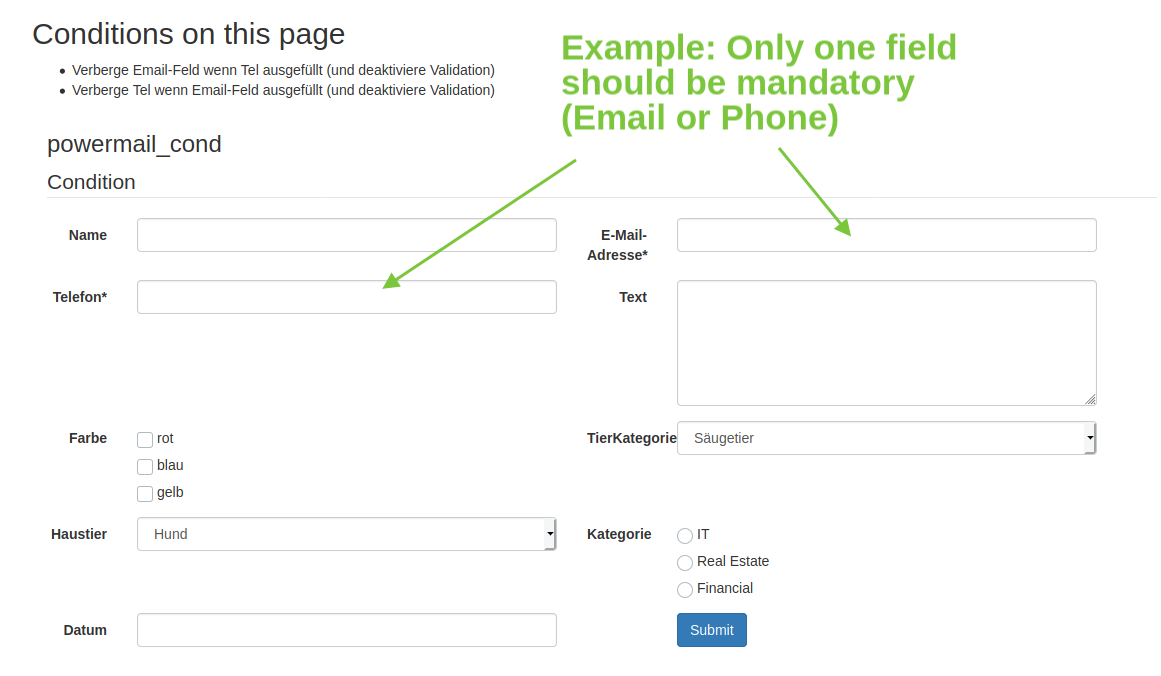 Conditions on this page
Verberge Email-Feld wenn Tel ausgefüllt (und deaktiviere Validation)
Verberge Tel wenn Email-Feld ausgefüllt (und deaktiviere Validation)
Example: Only one field
should be mandatory
(Email or Phone)
powermail_cond
Condition
Name
E-Mail-
Adresse*
Telefon*
Text
Farbe
rot
blau
gelb
TierKategorie
Säugetier
Haustier
Hund
Kategorie
IT
Real Estate
Financial
Datum
Submit